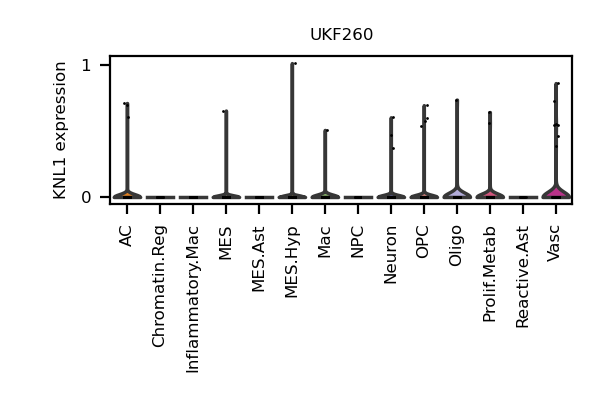 UKF260
KNL1 expression
1
0
AC
Chromatin.Reg
Inflammatory.Mac
MES
MES.Ast
MES.Hyp
Mac
NPC
Neuron
OPC
Oligo
Prolif.Metab
Reactive.Ast
Vasc